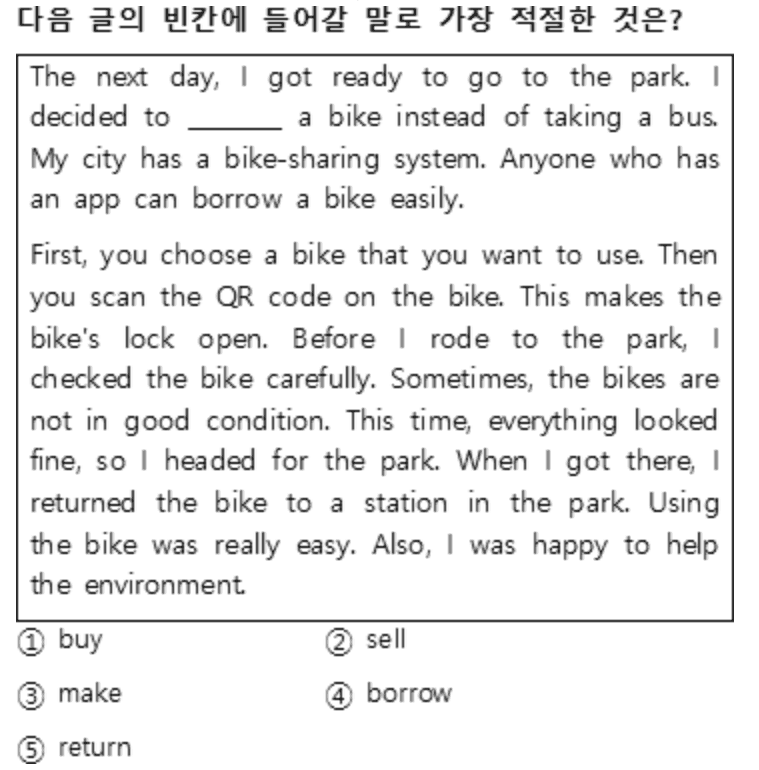 다음 글의 빈칸에 들어갈 말로 가장 적절한 것은?
The next day, I got ready to go to the park. I
decided to _______ a bike instead of taking a bus.
My city has a bike-sharing system. Anyone who has
an app can borrow a bike easily.
First, you choose a bike that you want to use. Then
you scan the QR code on the bike. This makes the
bike's lock open. Before I rode to the park, I
checked the bike carefully. Sometimes, the bikes are
not in good condition. This time, everything looked
fine, so I headed for the park. When I got there, I
returned the bike to a station in the park. Using
the bike was really easy. Also, I was happy to help
the environment.
① buy ② sell
③ make ④ borrow
⑤ return